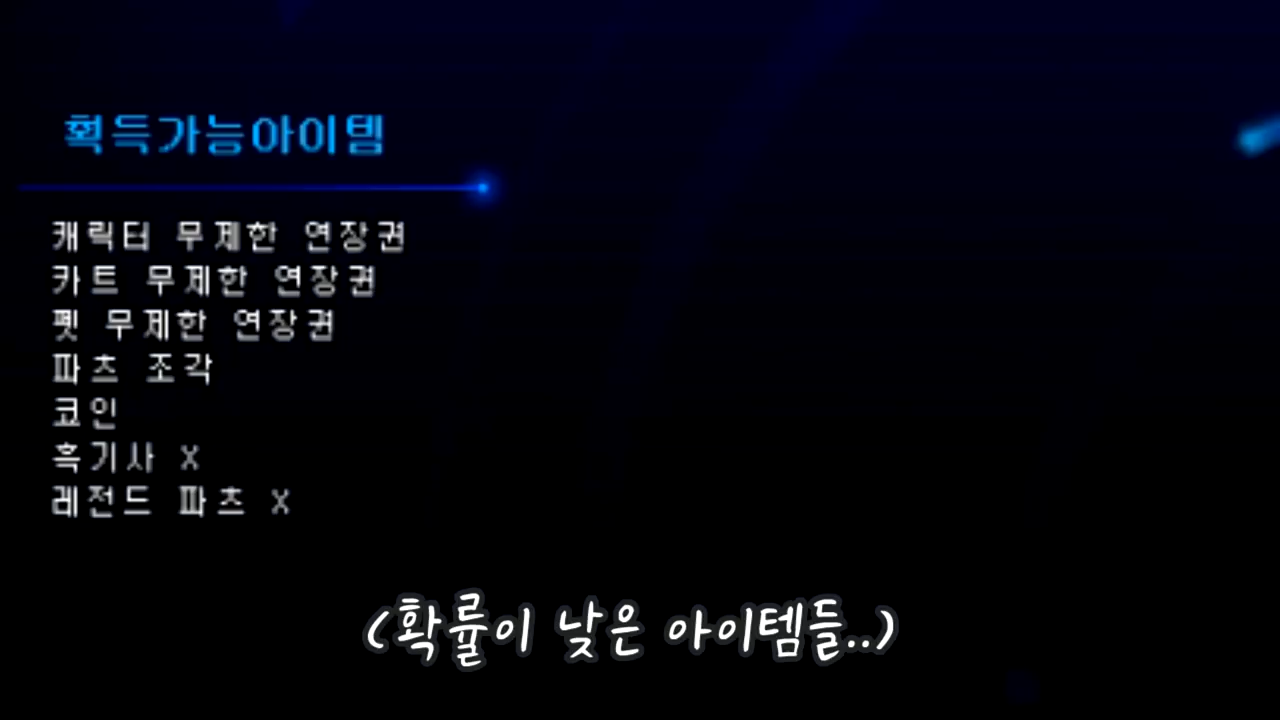 획득가능아이템
캐릭터 무제한 연장권
카트 무제한 연장권
펫 무제한 연장권
파츠 조각
코인
흑기사 X
레전드 파츠 X
(확률이 낮은 아이템들..)